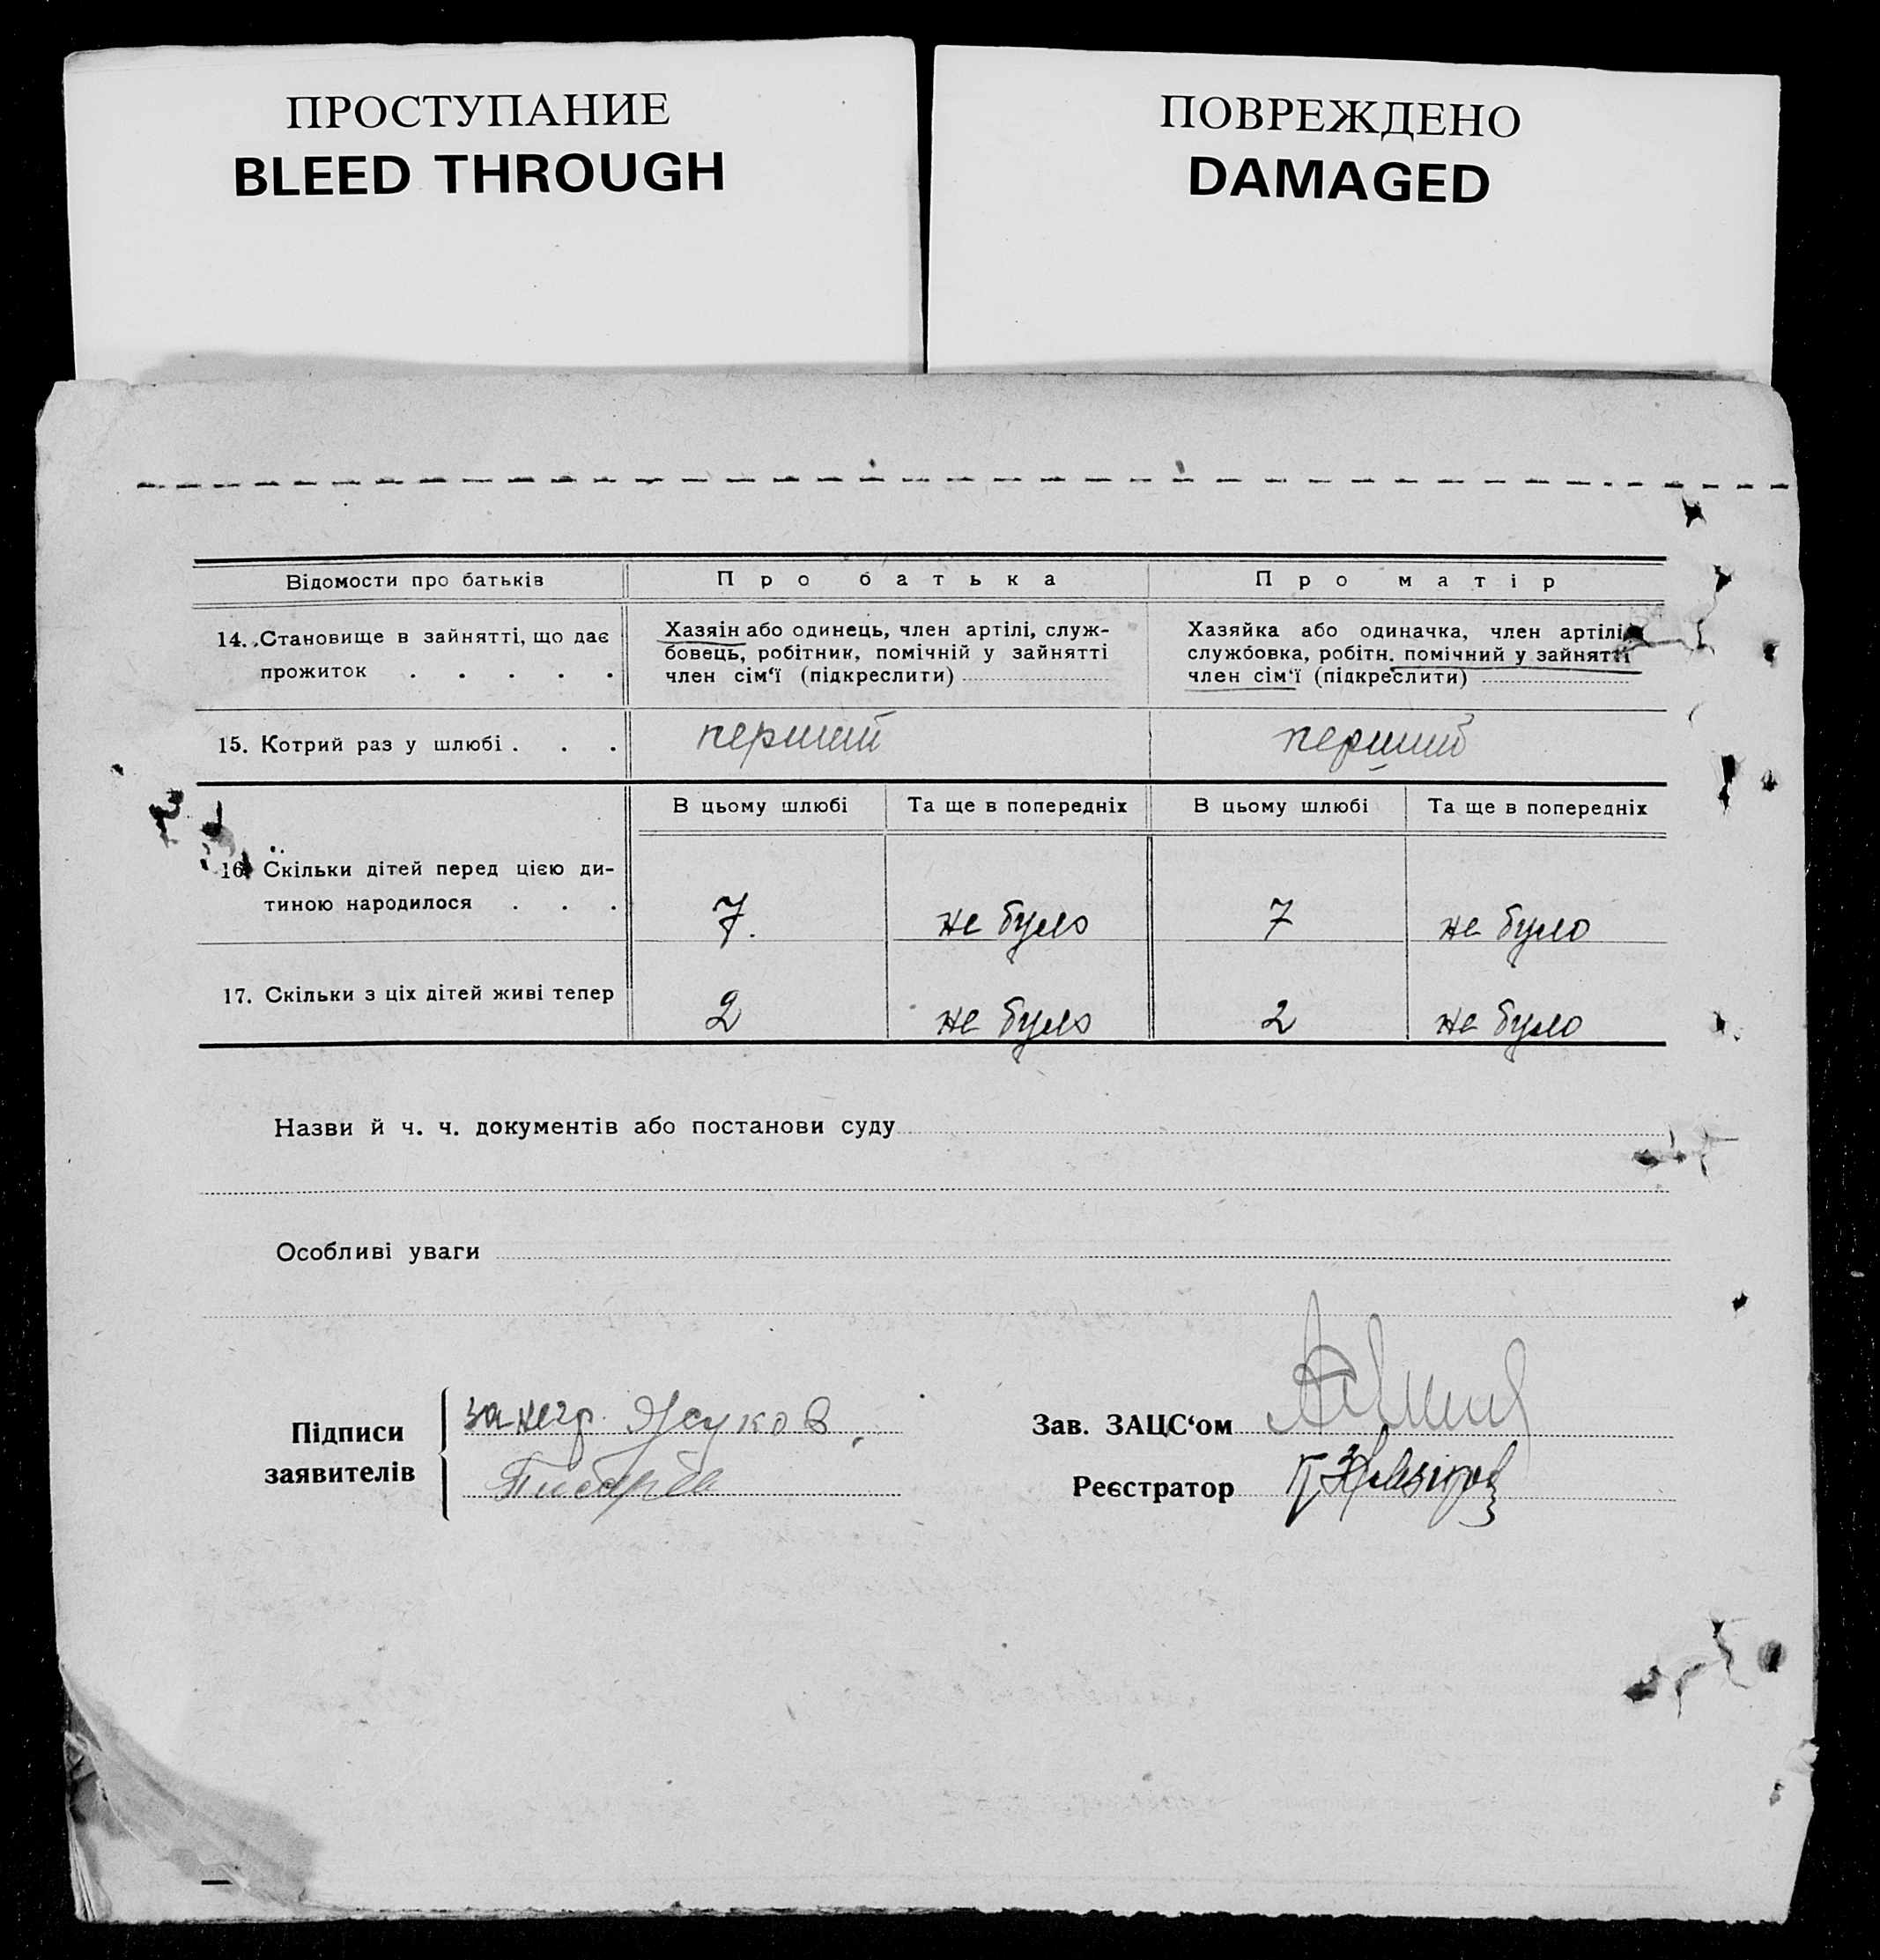 ПРОСТУПАНИЕ
BLEED THROUGH
ПОВРЕЖДЕНО
DAMAGED
Відомости про батьків
Про батька
Про матір
14. Становище в зайнятті, що дає
прожиток . . . . .
Хазяїн або одинець, член артілі, служ-
бовець, робітник, помічній у зайнятті
член сім‘ї (підкреслити)
Хазяйка або одиначка, член артілі,
службовка, робітн. помічний у зайнятті
член сім‘ї (підкреслити)
15. Котрий раз у шлюбі . . .
перший
перший
В цьому шлюбі
Та ще в попередніх
В цьому шлюбі
Та ще в попередніх
16. Скільки дітей перед цією ди-
тиною народилося . . .
7.
не було
7
не було
17. Скільки з ціх дітей живі тепер
2
не було
2
не було
Назви й ч. ч. документів або постанови суду
Особливі уваги
Підписи
заявителів
за негр. Жуков
Зав. ЗАЦС‘ом
Реєстратор